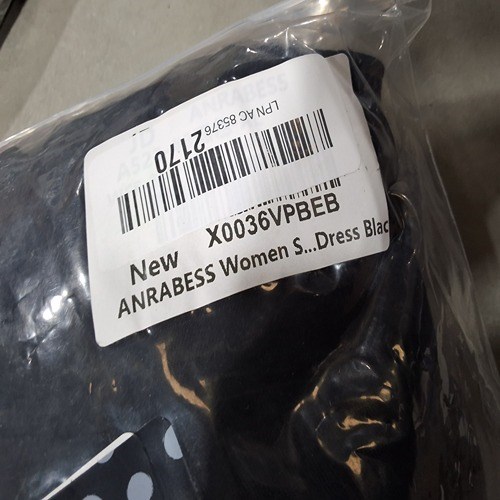 LPN AC 85376
2170
X0036VPBEB
New
ANRABESS Women S...Dress Blac